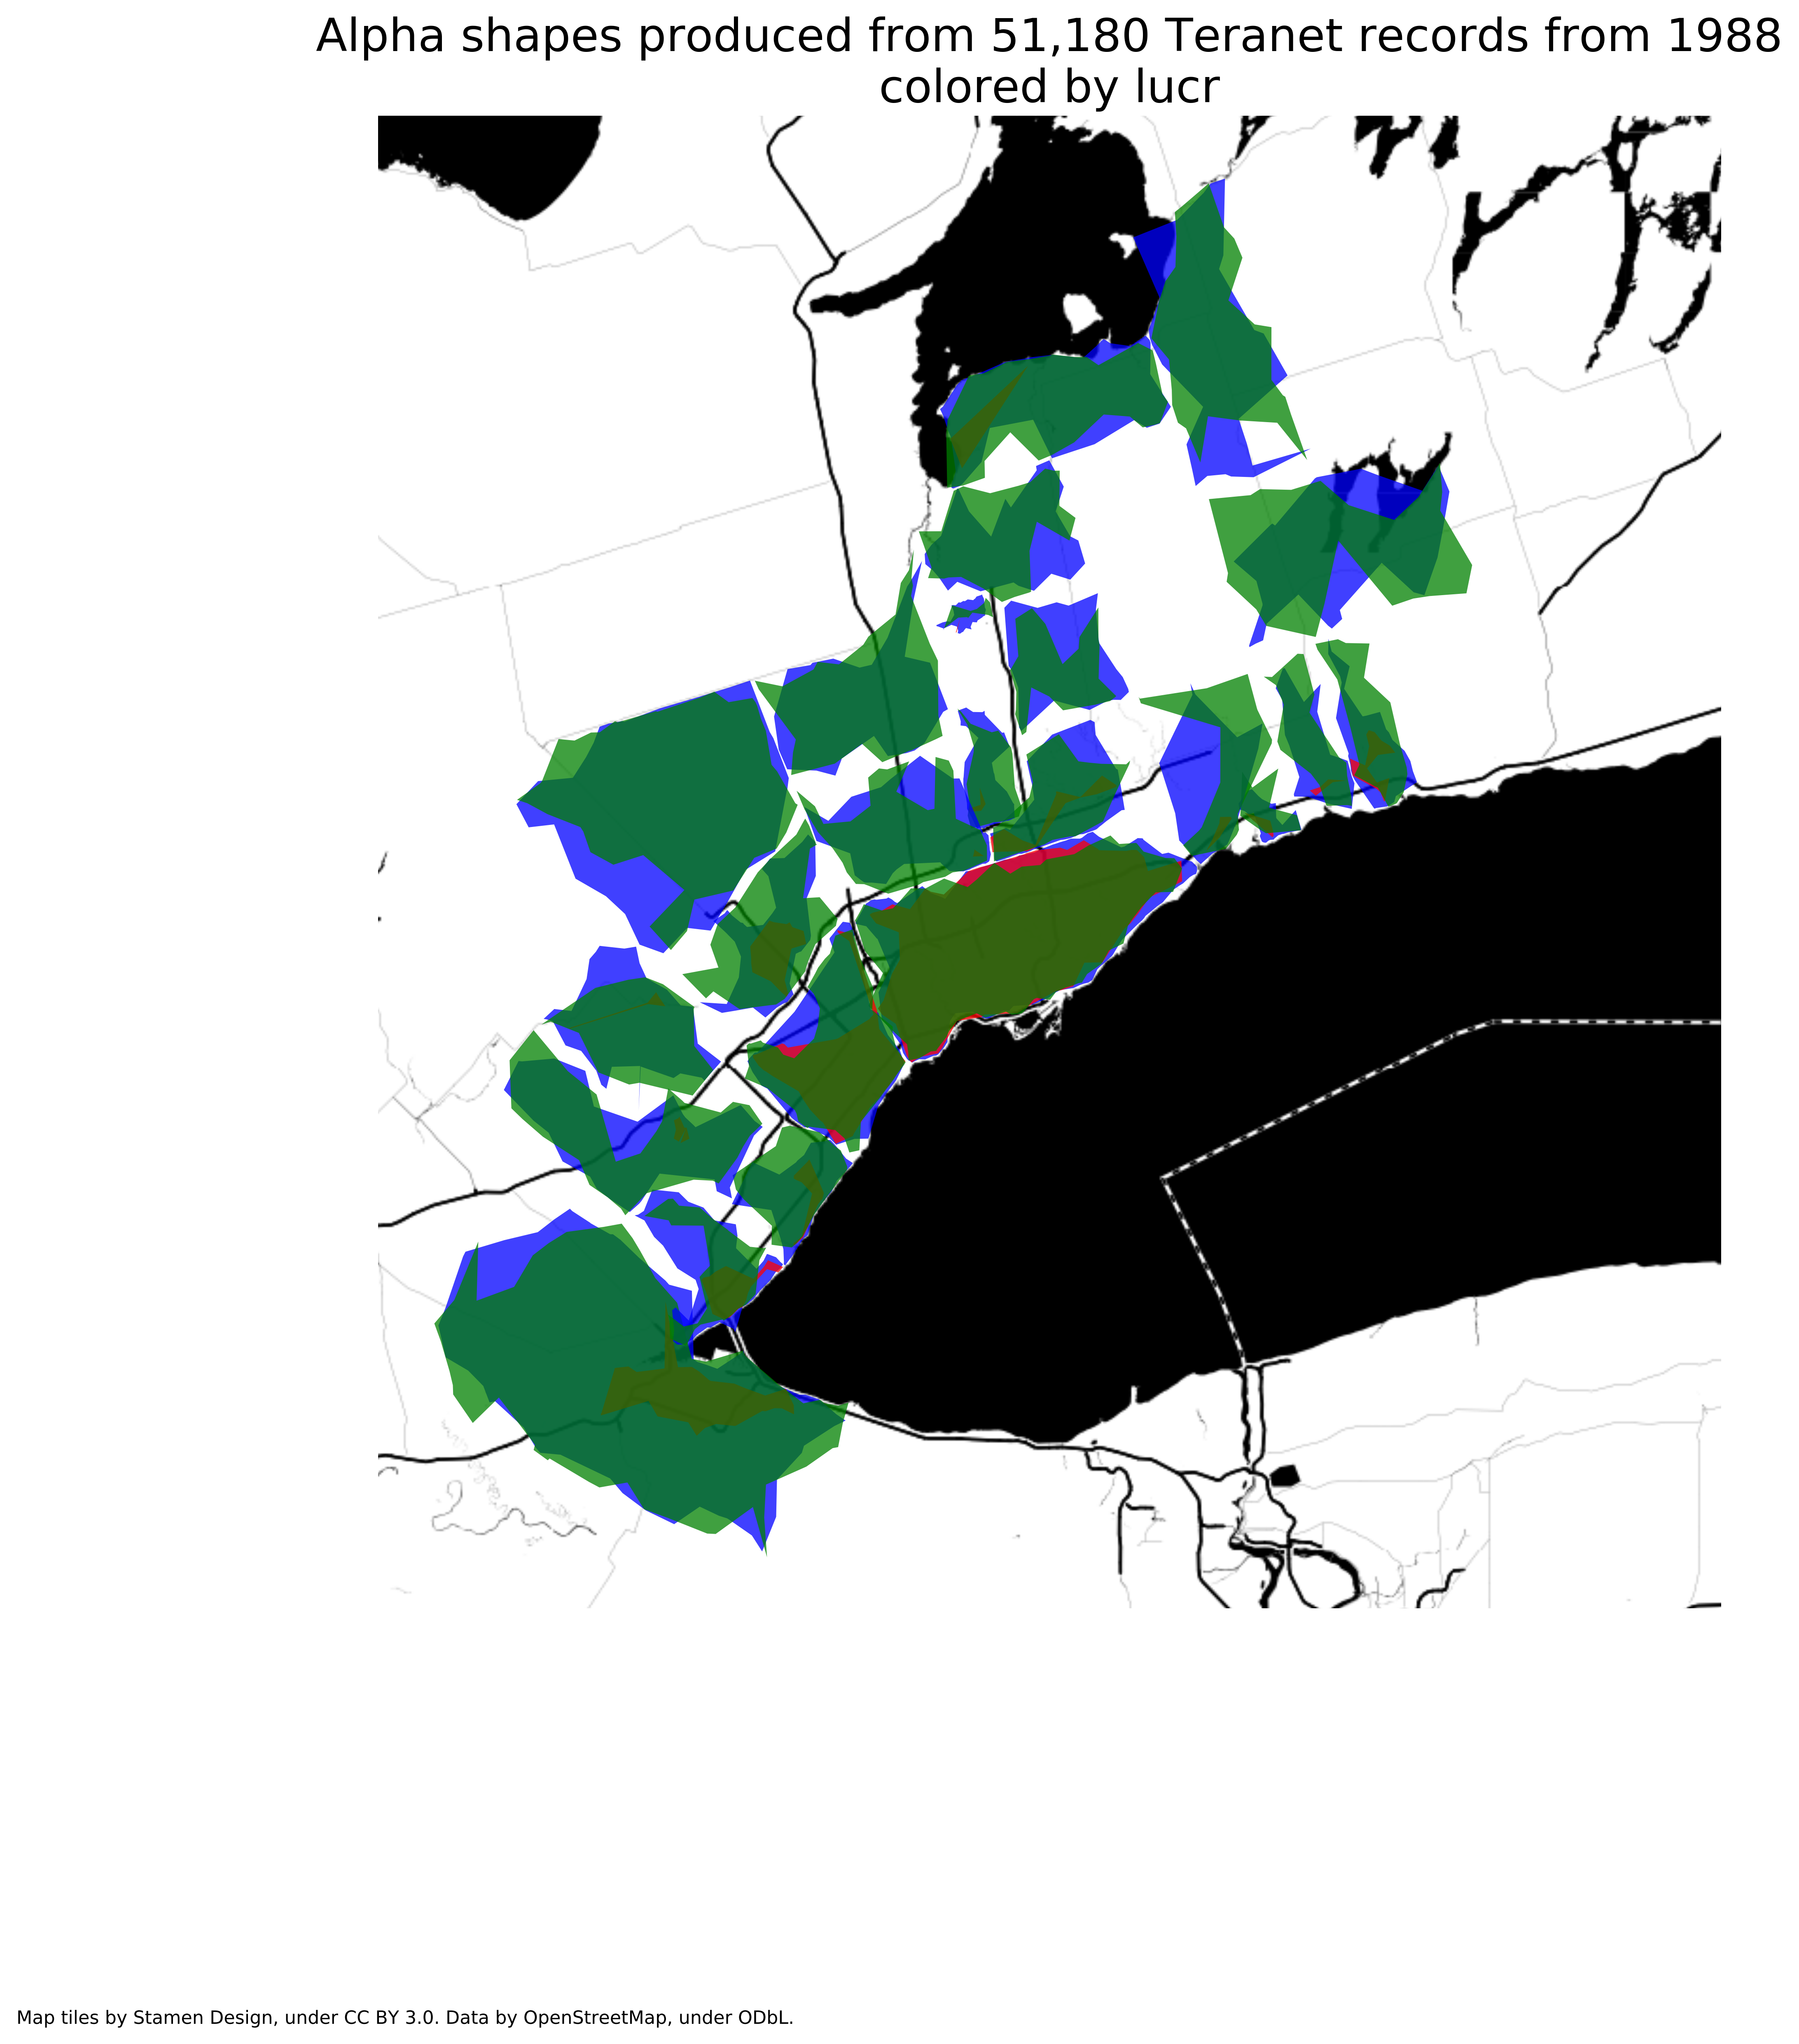 Alpha shapes produced from 51,180 Teranet records from 1988
colored by lucr
Map tiles by Stamen Design, under CC BY 3.0. Data by OpenStreetMap, under ODbL.